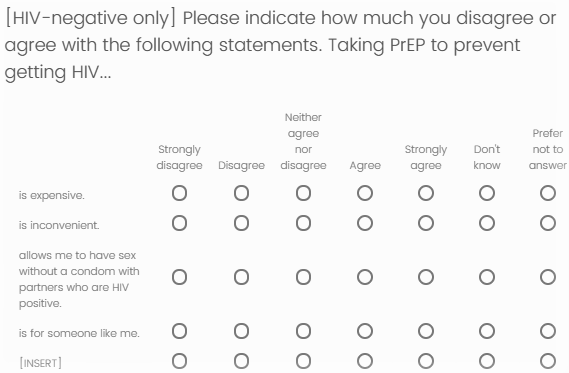 [HIV-negative only] Please indicate how much you disagree or
agree with the following statements. Taking PrEP to prevent
getting HIV...
Strongly disagree Disagree Neither agree nor disagree Agree Strongly agree Don't know Prefer not to answer
is expensive.
is inconvenient.
allows me to have sex
without a condom with
partners who are HIV
positive.
is for someone like me.
[INSERT]